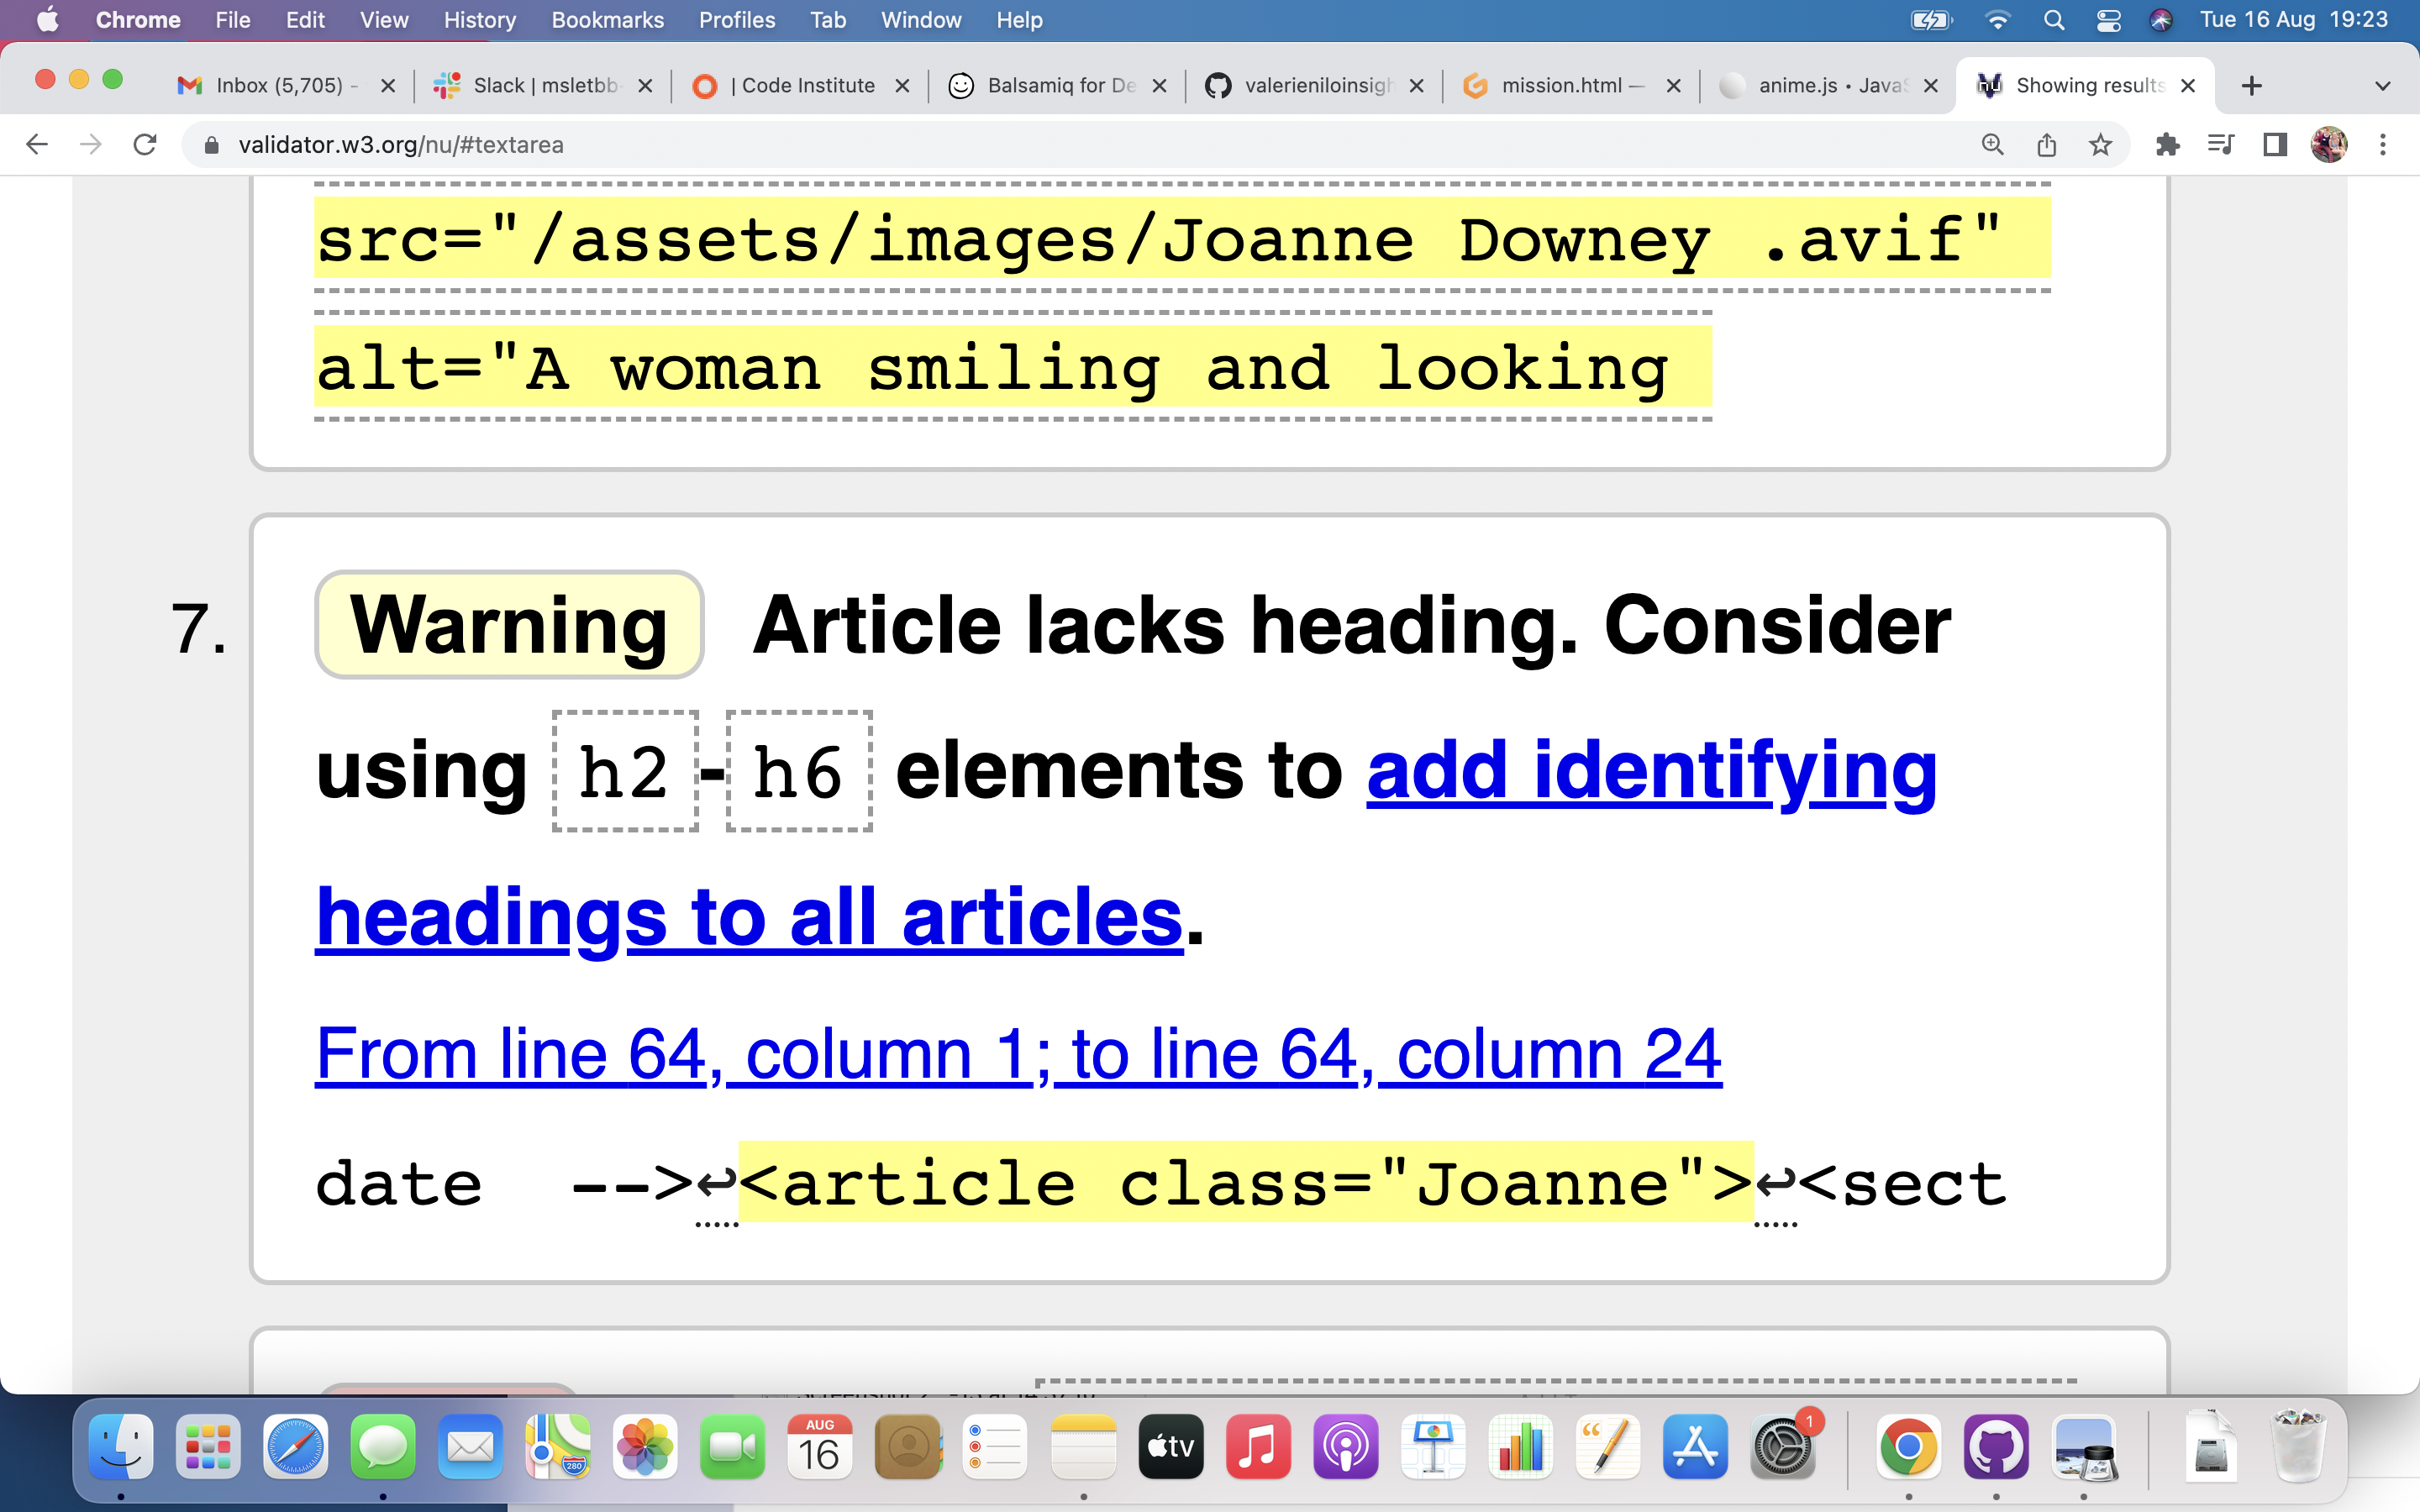 Chrome File Edit View History Bookmarks Profiles Tab Window Help Tue 16 Aug 19:23
Inbox (5,705) - Slack | msletbb- | Code Institute Balsamiq for De valerieniloinsigh mission.html — anime.js • Javas Showing results
validator.w3.org/nu/#textarea
src="/assets/images/Joanne Downey .avif"
alt="A woman smiling and looking
7. Warning Article lacks heading. Consider
using h2-h6 elements to add identifying
headings to all articles.
From line 64, column 1; to line 64, column 24
date -->↩<article class="Joanne">↩<sect
AUG
16
280
tv
1